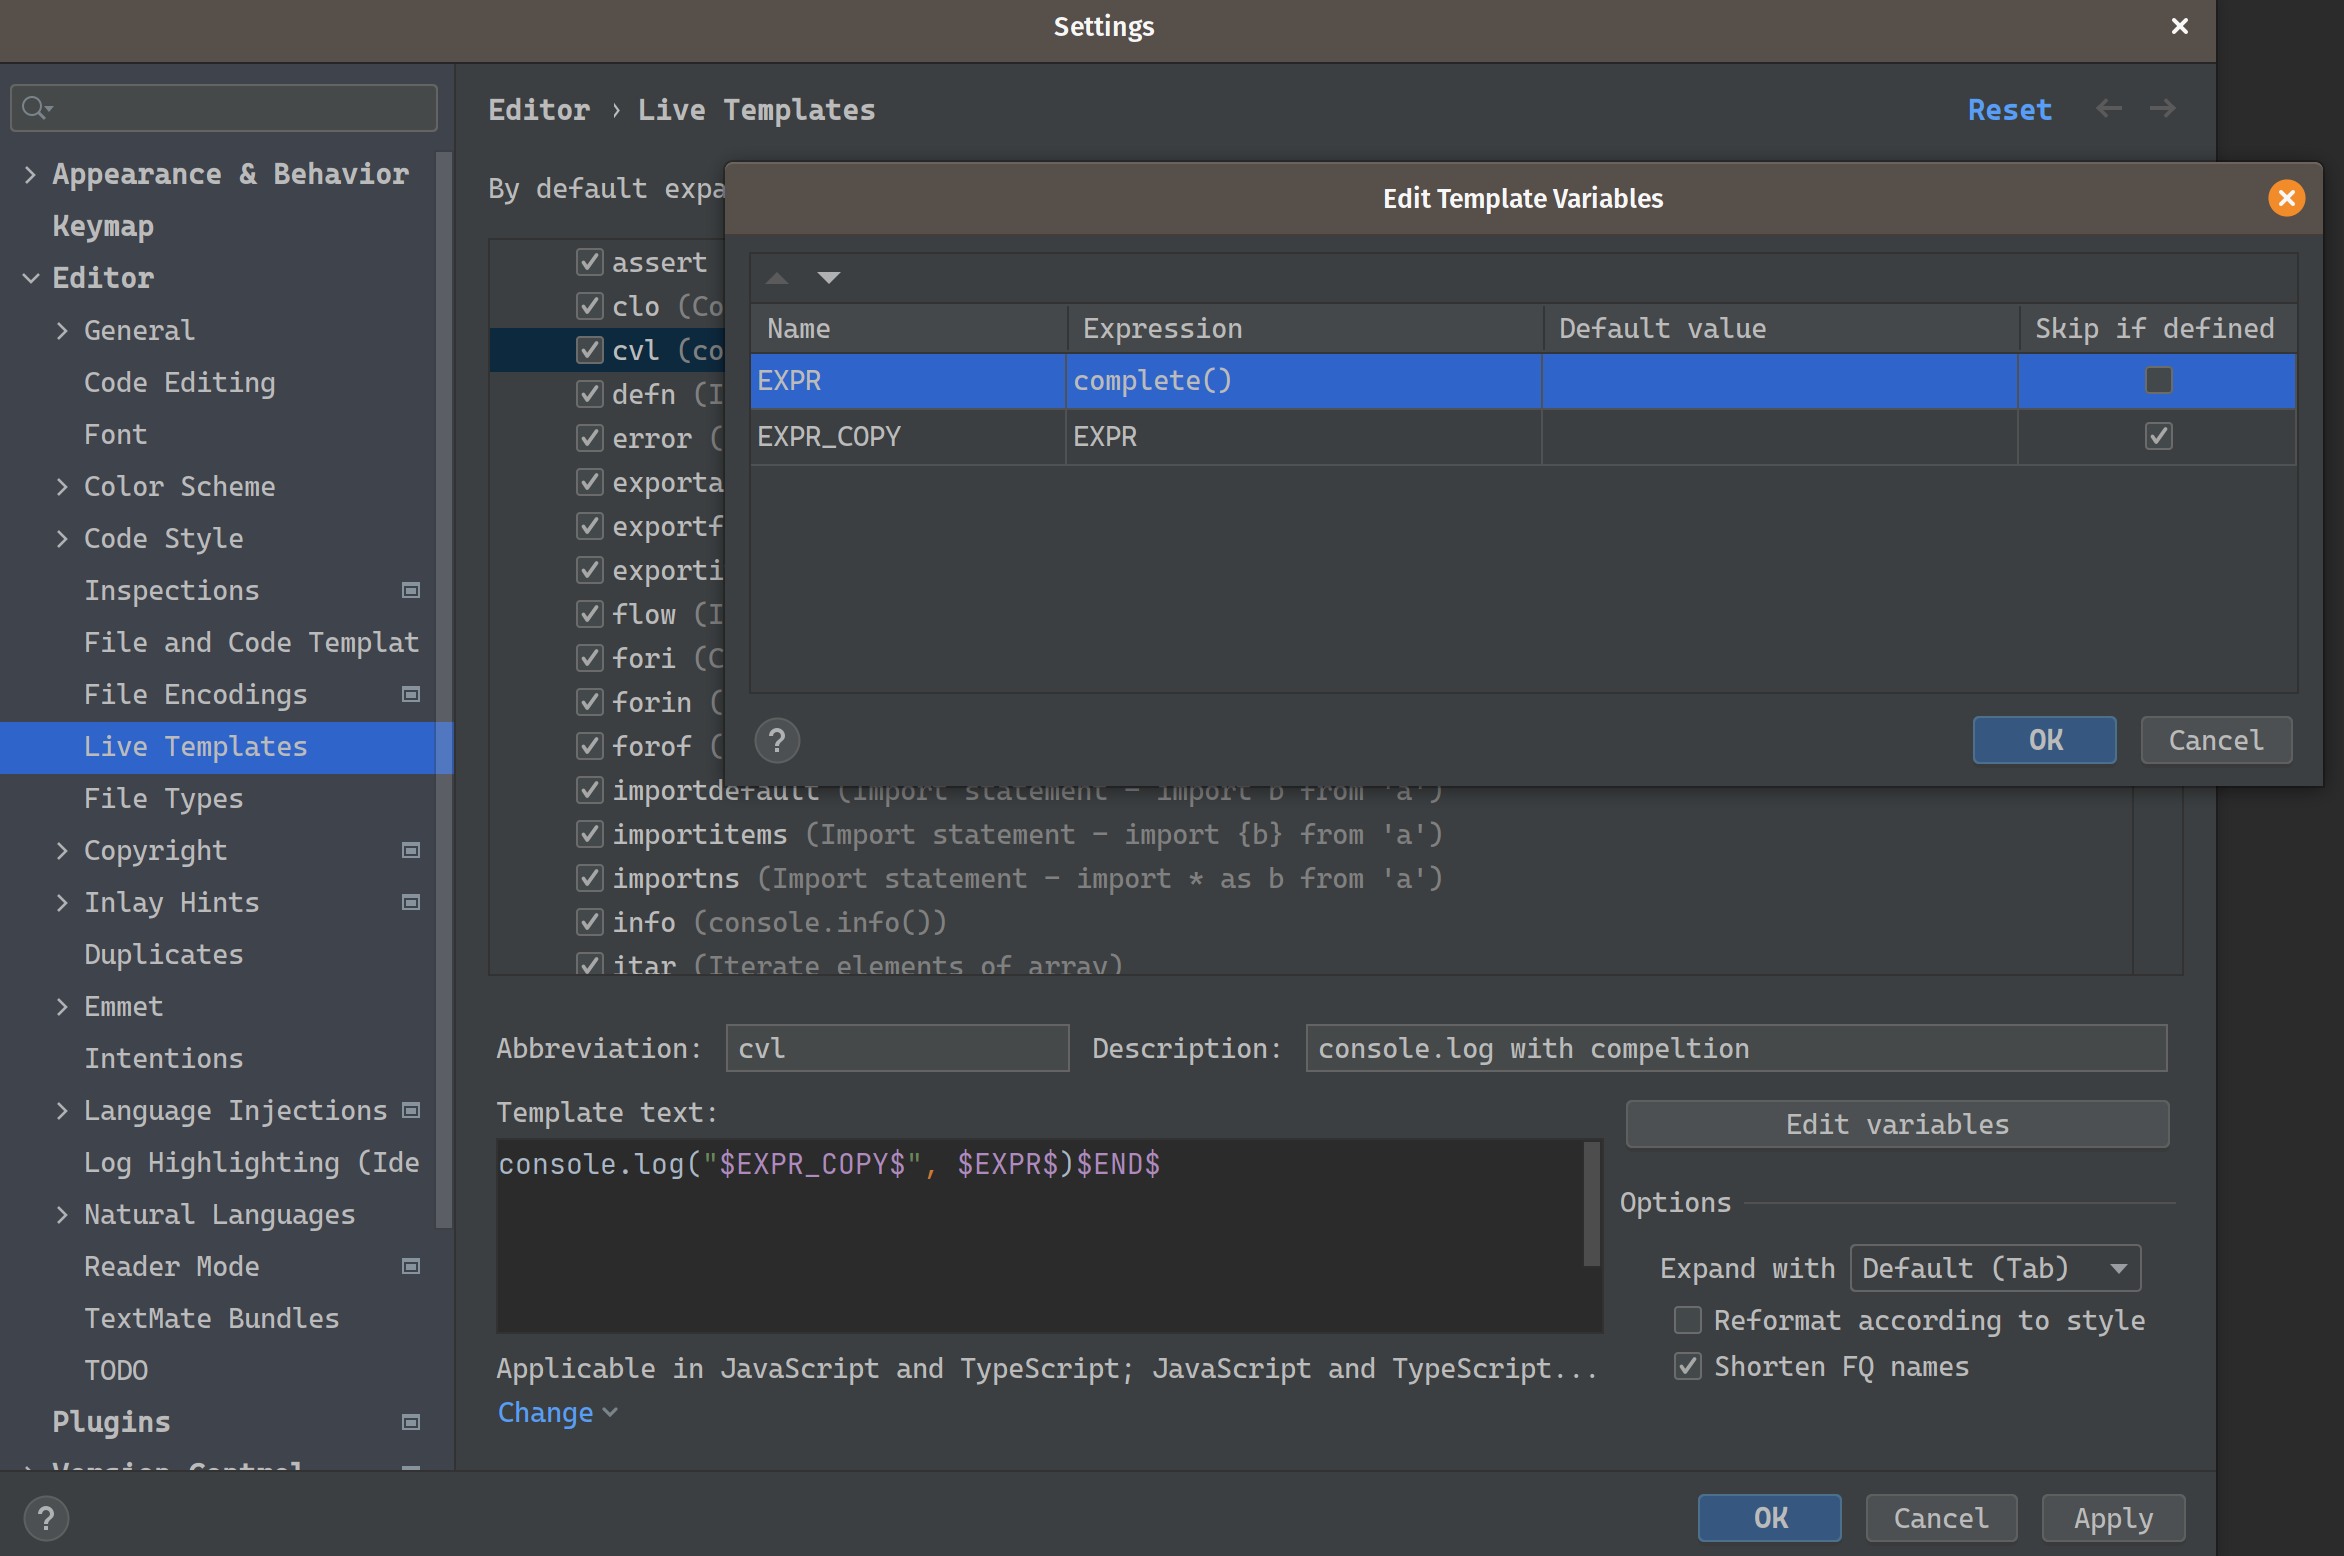 Settings
Appearance & Behavior
Keymap
Editor
General
Code Editing
Font
Color Scheme
Code Style
Inspections
File and Code Templat
File Encodings
Live Templates
File Types
Copyright
Inlay Hints
Duplicates
Emmet
Intentions
Language Injections
Log Highlighting (Ide
Natural Languages
Reader Mode
TextMate Bundles
TODO
Plugins
Version Control
Editor › Live Templates
Reset
By default expa
assert
clo (Co
cvl (co
defn (I
error (
exporta
exportf
exporti
flow (I
fori (C
forin (
forof (
importdefault (Import statement - import b from 'a')
importitems (Import statement - import {b} from 'a')
importns (Import statement - import * as b from 'a')
info (console.info())
itar (Iterate elements of array)
Edit Template Variables
Name Expression Default value Skip if defined
EXPR complete()
EXPR_COPY EXPR
?
OK
Cancel
Abbreviation: cvl Description: console.log with compeltion
Template text:
Edit variables
console.log("$EXPR_COPY$", $EXPR$)$END$
Options
Expand with Default (Tab)
Reformat according to style
Shorten FQ names
Applicable in JavaScript and TypeScript; JavaScript and TypeScript...
Change
?
OK
Cancel
Apply